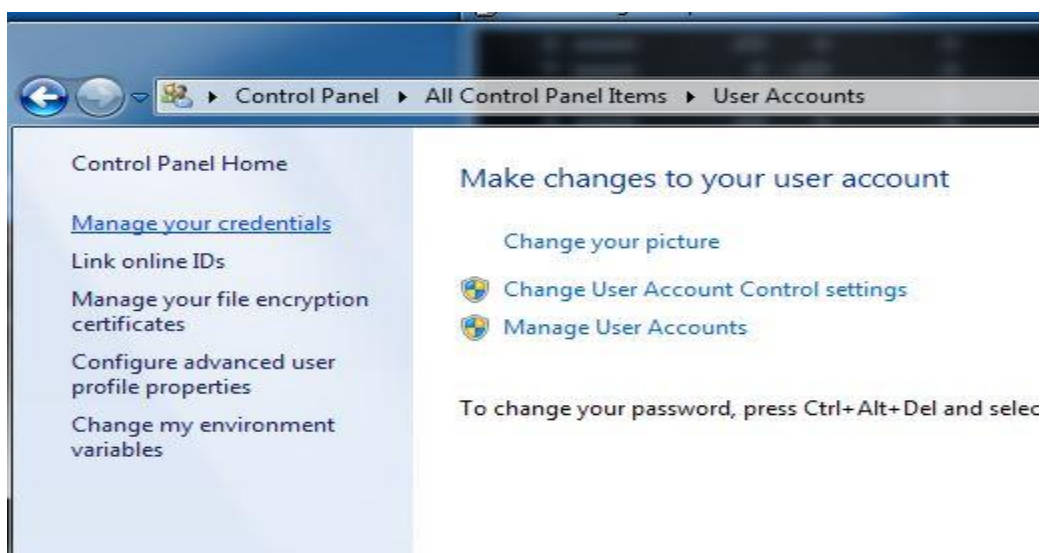 Control Panel ▸ All Control Panel Items ▸ User Accounts
Control Panel Home
Manage your credentials
Link online IDs
Manage your file encryption
certificates
Configure advanced user
profile properties
Change my environment
variables
Make changes to your user account
Change your picture
Change User Account Control settings
Manage User Accounts
To change your password, press Ctrl+Alt+Del and selec